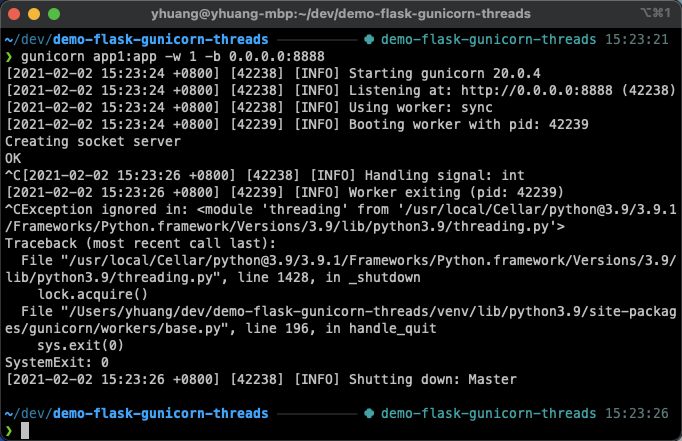 yhuang@yhuang-mbp:~/dev/demo-flask-gunicorn-threads ⌥⌘1
~/dev/demo-flask-gunicorn-threads demo-flask-gunicorn-threads 15:23:21
❯ gunicorn app1:app -w 1 -b 0.0.0.0:8888
[2021-02-02 15:23:24 +0800] [42238] [INFO] Starting gunicorn 20.0.4
[2021-02-02 15:23:24 +0800] [42238] [INFO] Listening at: http://0.0.0.0:8888 (42238)
[2021-02-02 15:23:24 +0800] [42238] [INFO] Using worker: sync
[2021-02-02 15:23:24 +0800] [42239] [INFO] Booting worker with pid: 42239
Creating socket server
OK
^C[2021-02-02 15:23:26 +0800] [42238] [INFO] Handling signal: int
[2021-02-02 15:23:26 +0800] [42239] [INFO] Worker exiting (pid: 42239)
^CException ignored in: <module 'threading' from '/usr/local/Cellar/python@3.9/3.9.1
/Frameworks/Python.framework/Versions/3.9/lib/python3.9/threading.py'>
Traceback (most recent call last):
  File "/usr/local/Cellar/python@3.9/3.9.1/Frameworks/Python.framework/Versions/3.9/
lib/python3.9/threading.py", line 1428, in _shutdown
    lock.acquire()
  File "/Users/yhuang/dev/demo-flask-gunicorn-threads/venv/lib/python3.9/site-packag
es/gunicorn/workers/base.py", line 196, in handle_quit
    sys.exit(0)
SystemExit: 0
[2021-02-02 15:23:26 +0800] [42238] [INFO] Shutting down: Master
~/dev/demo-flask-gunicorn-threads demo-flask-gunicorn-threads 15:23:26
❯